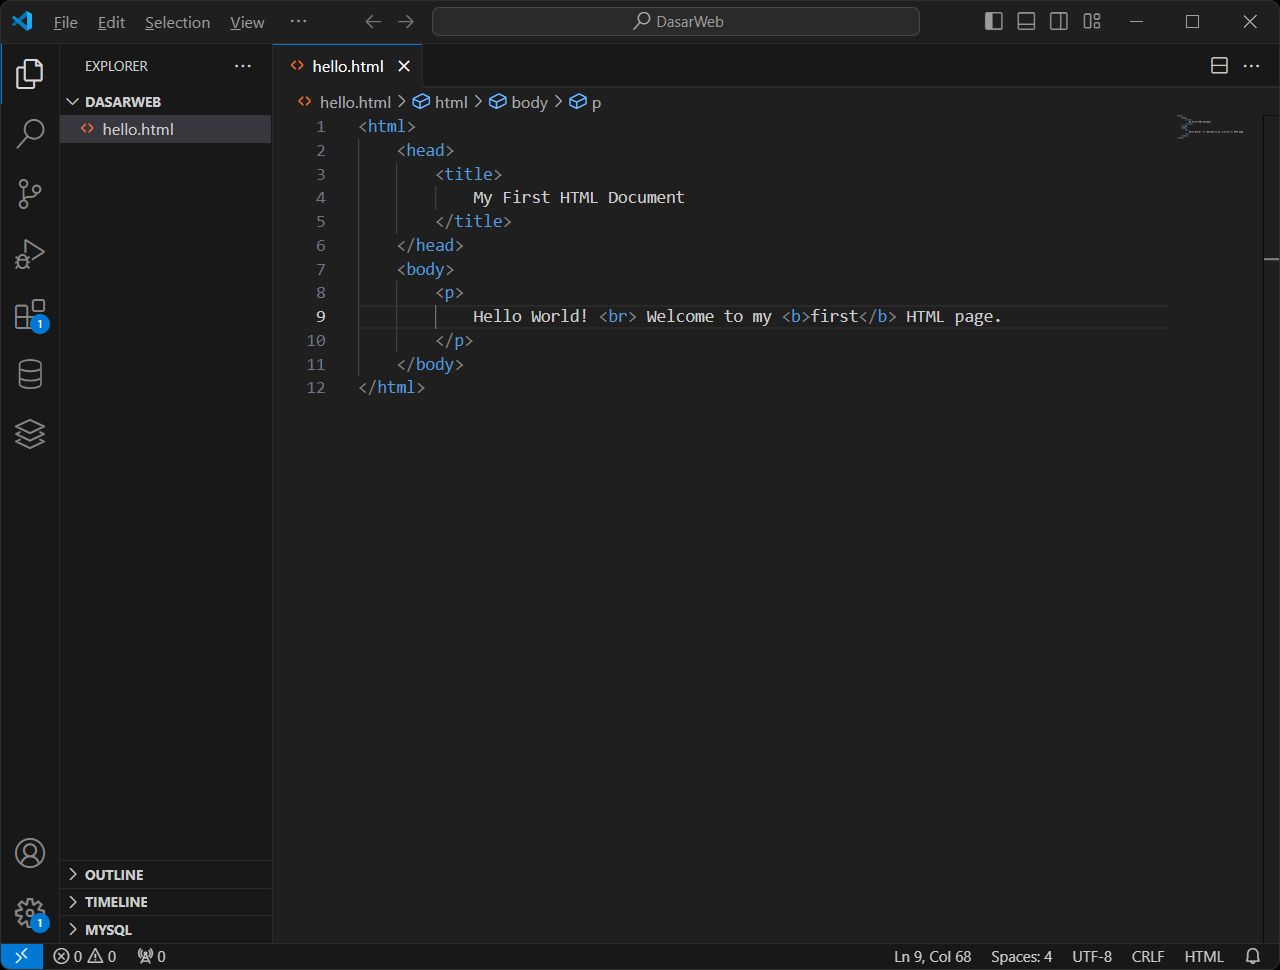 File Edit Selection View ··· DasarWeb
EXPLORER ···
DASARWEB
hello.html
hello.html
hello.html > html > body > p
1 <html>
2 <head>
3 <title>
4 My First HTML Document
5 </title>
6 </head>
7 <body>
8 <p>
9 Hello World! <br> Welcome to my <b>first</b> HTML page.
10 </p>
11 </body>
12 </html>
1
OUTLINE
TIMELINE
1
MYSQL
0 0 0 Ln 9, Col 68 Spaces: 4 UTF-8 CRLF HTML